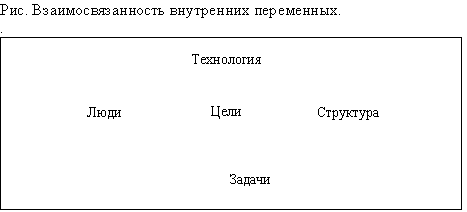 Рис. Взаимосвязанность внутренних переменных.
.
Технология
Люди Цели Структура
Задачи